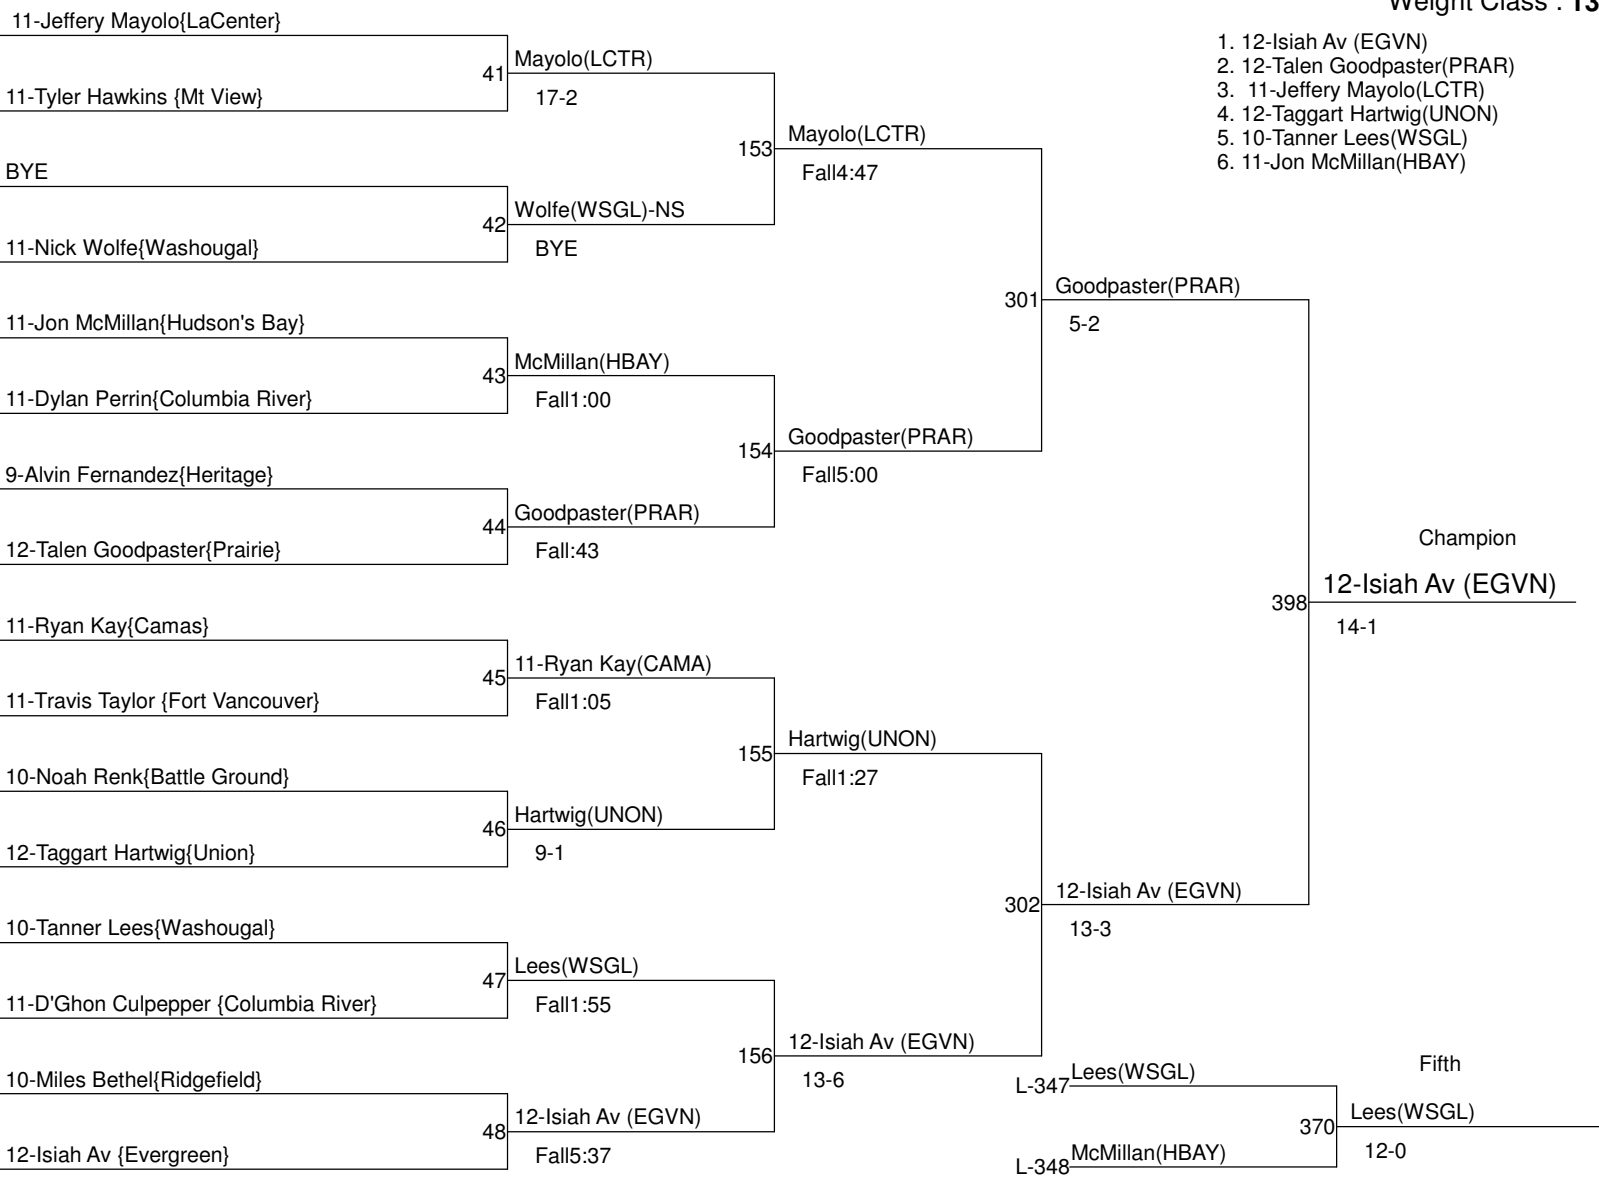 Weight Class : 13
1. 12-Isiah Av (EGVN)
2. 12-Talen Goodpaster(PRAR)
3. 11-Jeffery Mayolo(LCTR)
4. 12-Taggart Hartwig(UNON)
5. 10-Tanner Lees(WSGL)
6. 11-Jon McMillan(HBAY)
11-Jeffery Mayolo{LaCenter}
41
11-Tyler Hawkins {Mt View}
BYE
42
11-Nick Wolfe{Washougal}
11-Jon McMillan{Hudson's Bay}
43
11-Dylan Perrin{Columbia River}
9-Alvin Fernandez{Heritage}
44
12-Talen Goodpaster{Prairie}
11-Ryan Kay{Camas}
45
11-Travis Taylor {Fort Vancouver}
10-Noah Renk{Battle Ground}
46
12-Taggart Hartwig{Union}
10-Tanner Lees{Washougal}
47
11-D'Ghon Culpepper {Columbia River}
10-Miles Bethel{Ridgefield}
48
12-Isiah Av {Evergreen}
Mayolo(LCTR)
17-2
153
Wolfe(WSGL)-NS
BYE
McMillan(HBAY)
Fall1:00
154
Goodpaster(PRAR)
Fall:43
11-Ryan Kay(CAMA)
Fall1:05
155
Hartwig(UNON)
9-1
Lees(WSGL)
Fall1:55
156
12-Isiah Av (EGVN)
Fall5:37
Mayolo(LCTR)
Fall4:47
301
Goodpaster(PRAR)
Fall5:00
Hartwig(UNON)
Fall1:27
302
12-Isiah Av (EGVN)
13-6
Goodpaster(PRAR)
5-2
398
12-Isiah Av (EGVN)
13-3
Champion
12-Isiah Av (EGVN)
14-1
Fifth
L-347
Lees(WSGL)
370
L-348
McMillan(HBAY)
Lees(WSGL)
12-0